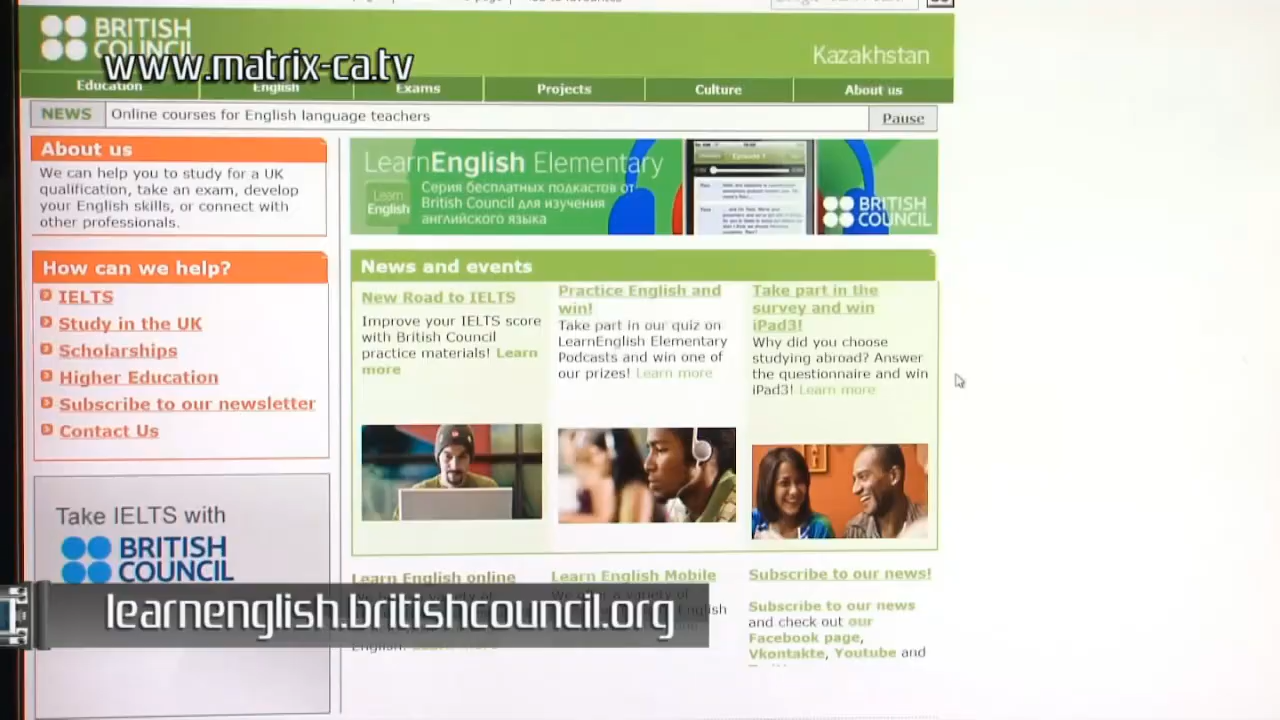 BRITISH
COUNCIL
www.matrix-ca.tv
Kazakhstan
Education
English
Exams
Projects
Culture
About us
NEWS
Online courses for English language teachers
Pause
About us
We can help you to study for a UK
qualification, take an exam, develop
English skills, or connect with
professionals.
LearnEnglish Elementary
Серия бесплатных подкастов от
British Council для изучения
английского языка
Learn
English
Episode 1
BRITISH
COUNCIL
How can we help?
IELTS
Study in the UK
Scholarships
Higher Education
Subscribe to our newsletter
Contact Us
News and events
New Road to IELTS
Improve your IELTS score
with British Council
practice materials! Learn
more
Practice English and
win!
Take part in our quiz on
LearnEnglish Elementary
Podcasts and win one of
our prizes! Learn more
Take part in the
survey and win
iPad3!
Why did you choose
studying abroad? Answer
the questionnaire and win
iPad3! Learn more
Take IELTS with
BRITISH
COUNCIL
Learn English online
English.
Learn English Mobile
English
Subscribe to our news!
Subscribe to our news
and check out our
Facebook page,
Vkontakte, Youtube and
learnenglish.britishcouncil.org